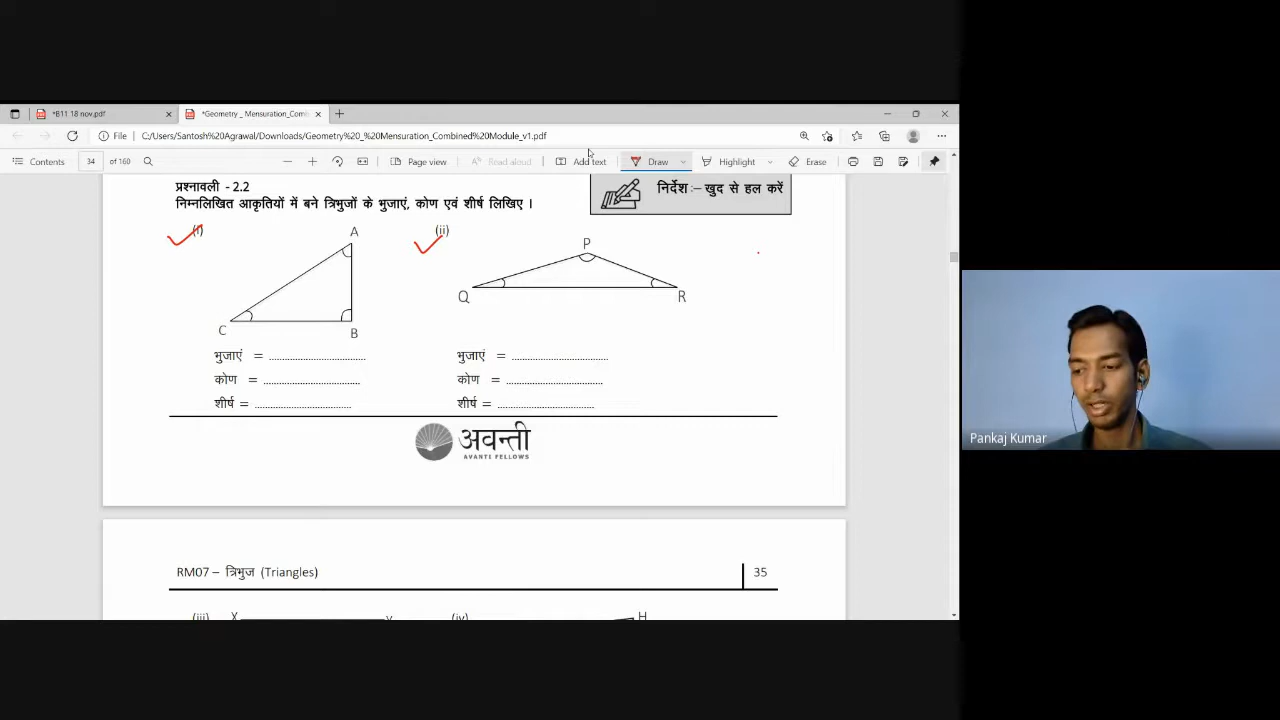 *B11 18 nov.pdf
*Geometry _ Mensuration_Com
File
C:/Users/Santosh%20Agrawal/Downloads/Geometry%20_%20Mensuration_Combined%20Module_v1.pdf
Contents
34 of 160
Page view
Read aloud
Add text
Draw
Highlight
Erase
प्रश्नावली - 2.2
निर्देश:- खुद से हल करें
निम्नलिखित आकृतियों में बने त्रिभुजों के भुजाएं, कोण एवं शीर्ष लिखिए ।
(i)
A
C
B
(ii)
P
Q
R
भुजाएं = ....................................
कोण = ....................................
शीर्ष = ....................................
भुजाएं = ....................................
कोण = ....................................
शीर्ष = ....................................
अवन्ती
AVANTI FELLOWS
RM07 – त्रिभुज (Triangles)
35
(iii)
X
Y
(iv)
H
Pankaj Kumar